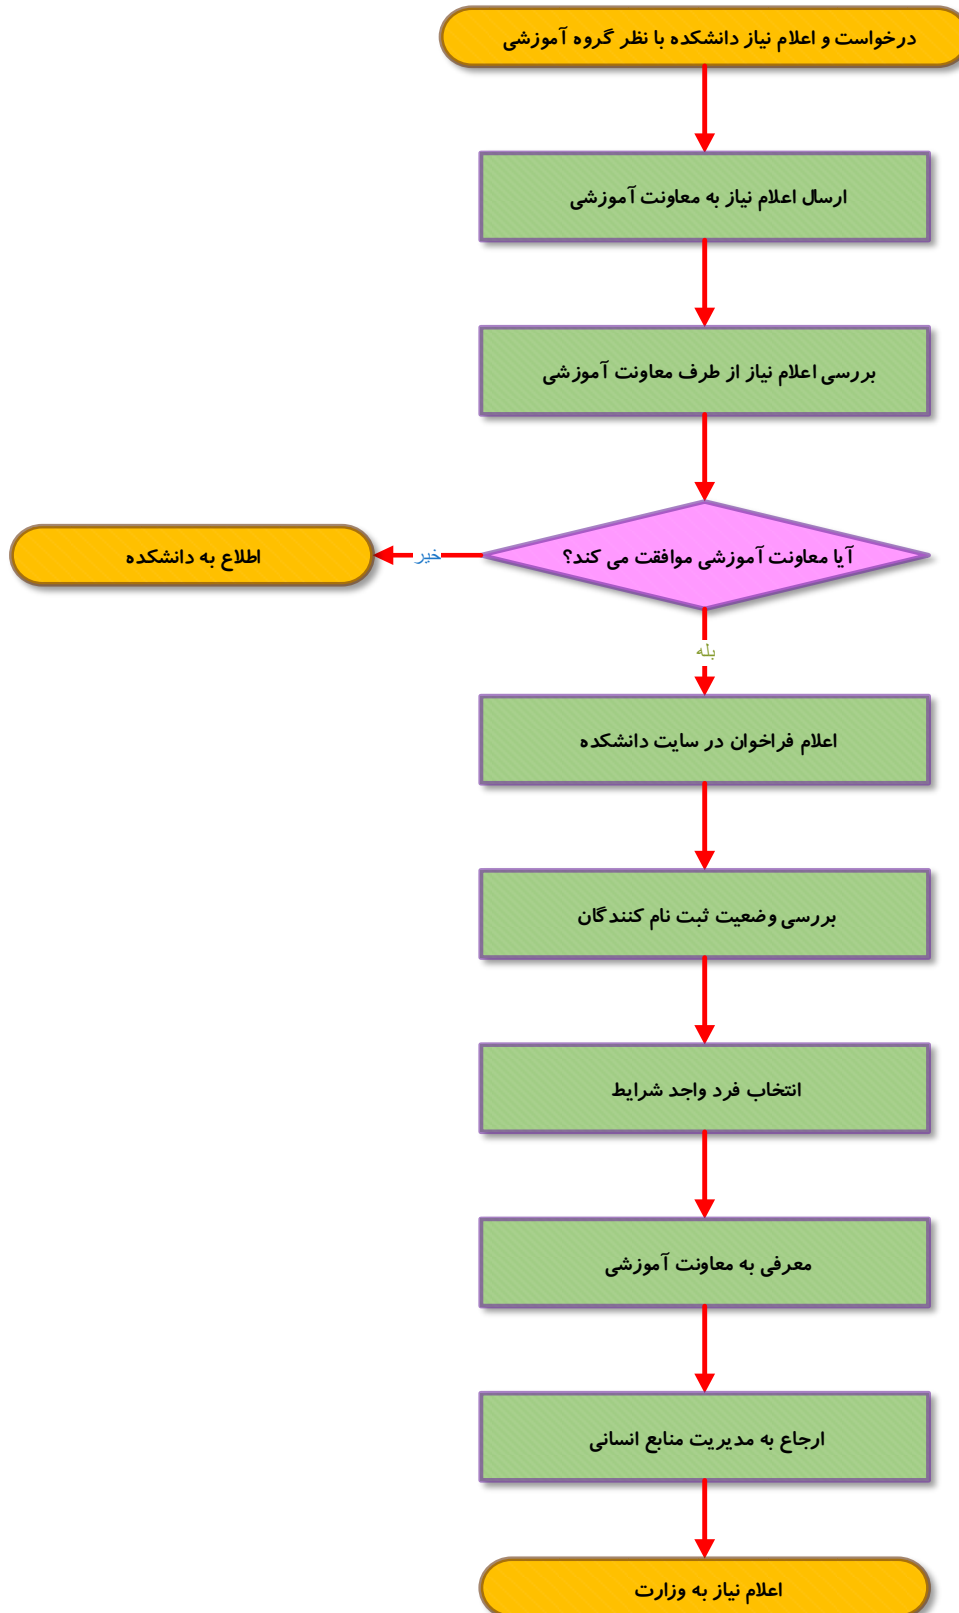 درخواست و اعلام نیاز دانشکده با نظر گروه آموزشی
ارسال اعلام نیاز به معاونت آموزشی
بررسی اعلام نیاز از طرف معاونت آموزشی
آیا معاونت آموزشی موافقت می کند؟
خیر
اطلاع به دانشکده
بله
اعلام فراخوان در سایت دانشکده
بررسی وضعیت ثبت نام کنندگان
انتخاب فرد واجد شرایط
معرفی به معاونت آموزشی
ارجاع به مدیریت منابع انسانی
اعلام نیاز به وزارت